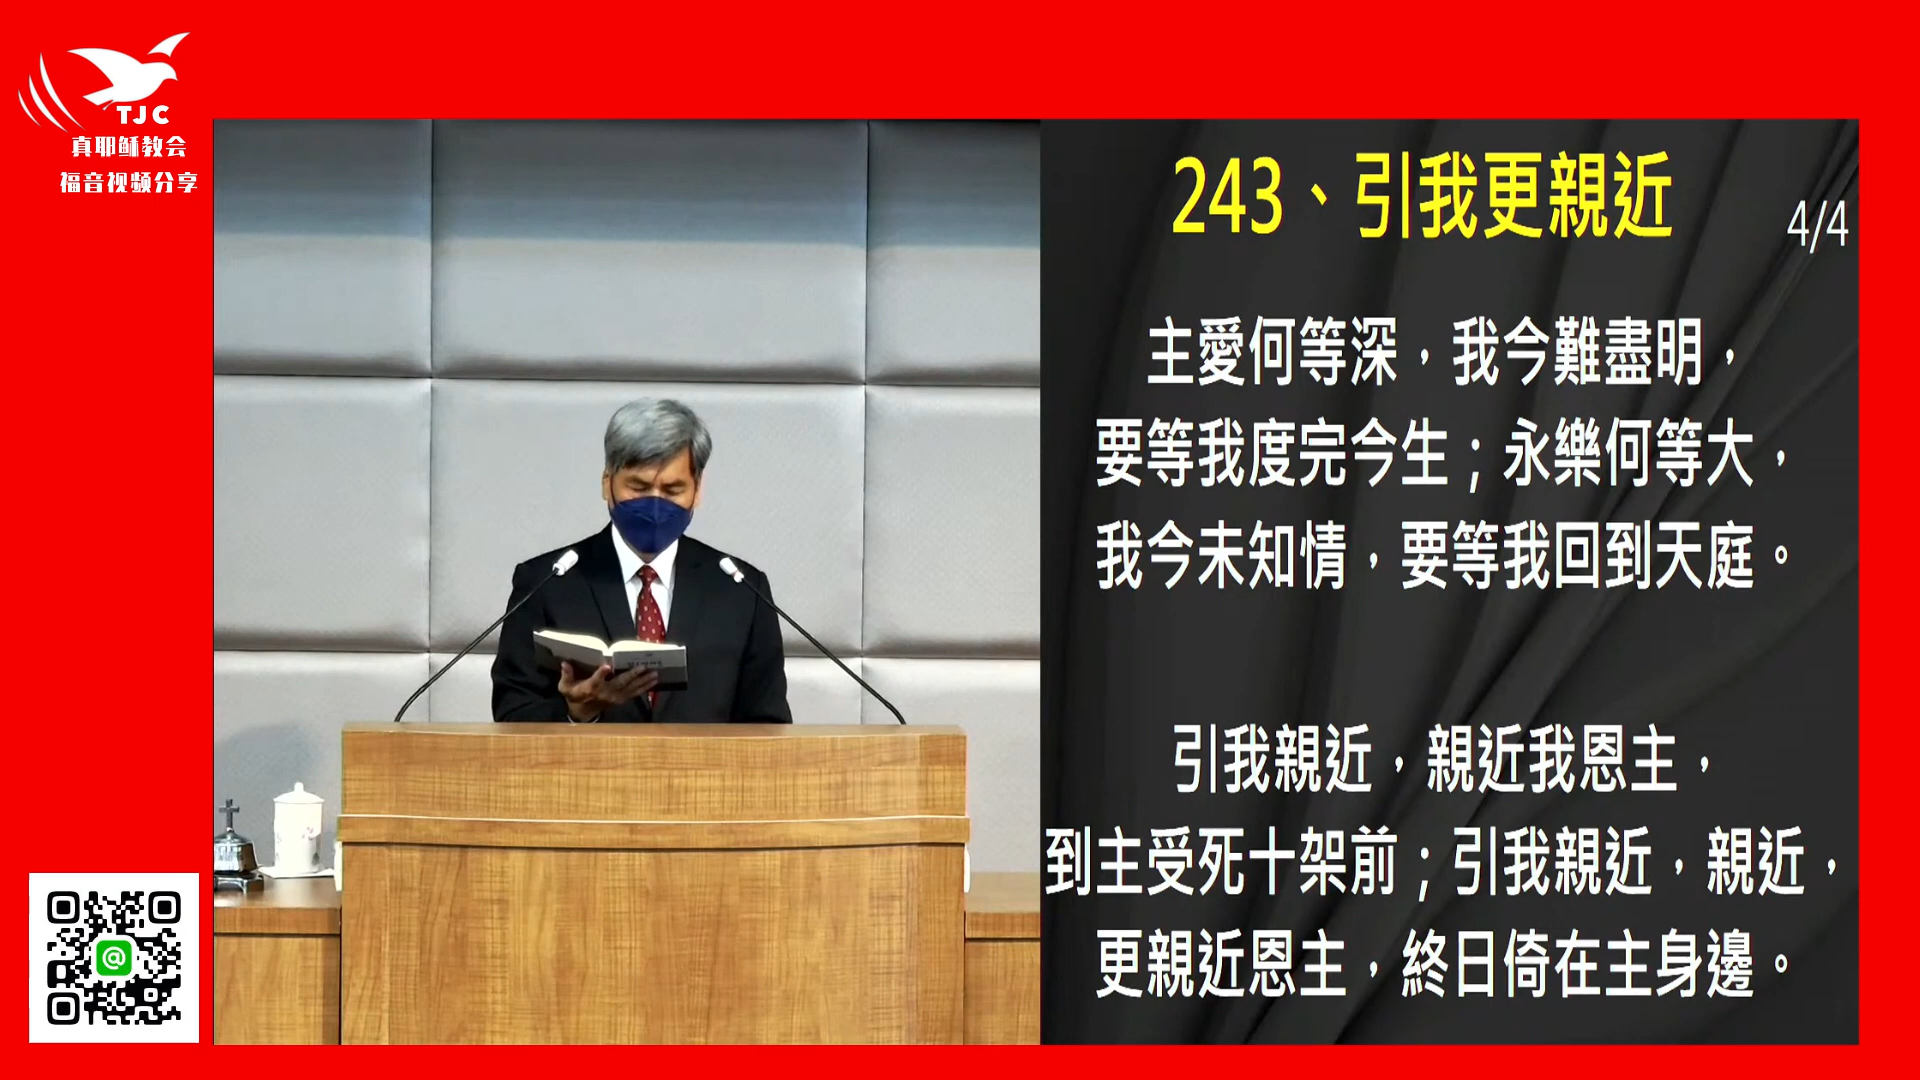 TJC
真耶稣教会
福音视频分享
243、引我更親近
4/4
主愛何等深，我今難盡明，
要等我度完今生；永樂何等大，
我今未知情，要等我回到天庭。
引我親近，親近我恩主，
到主受死十架前；引我親近，親近，
更親近恩主，終日倚在主身邊。